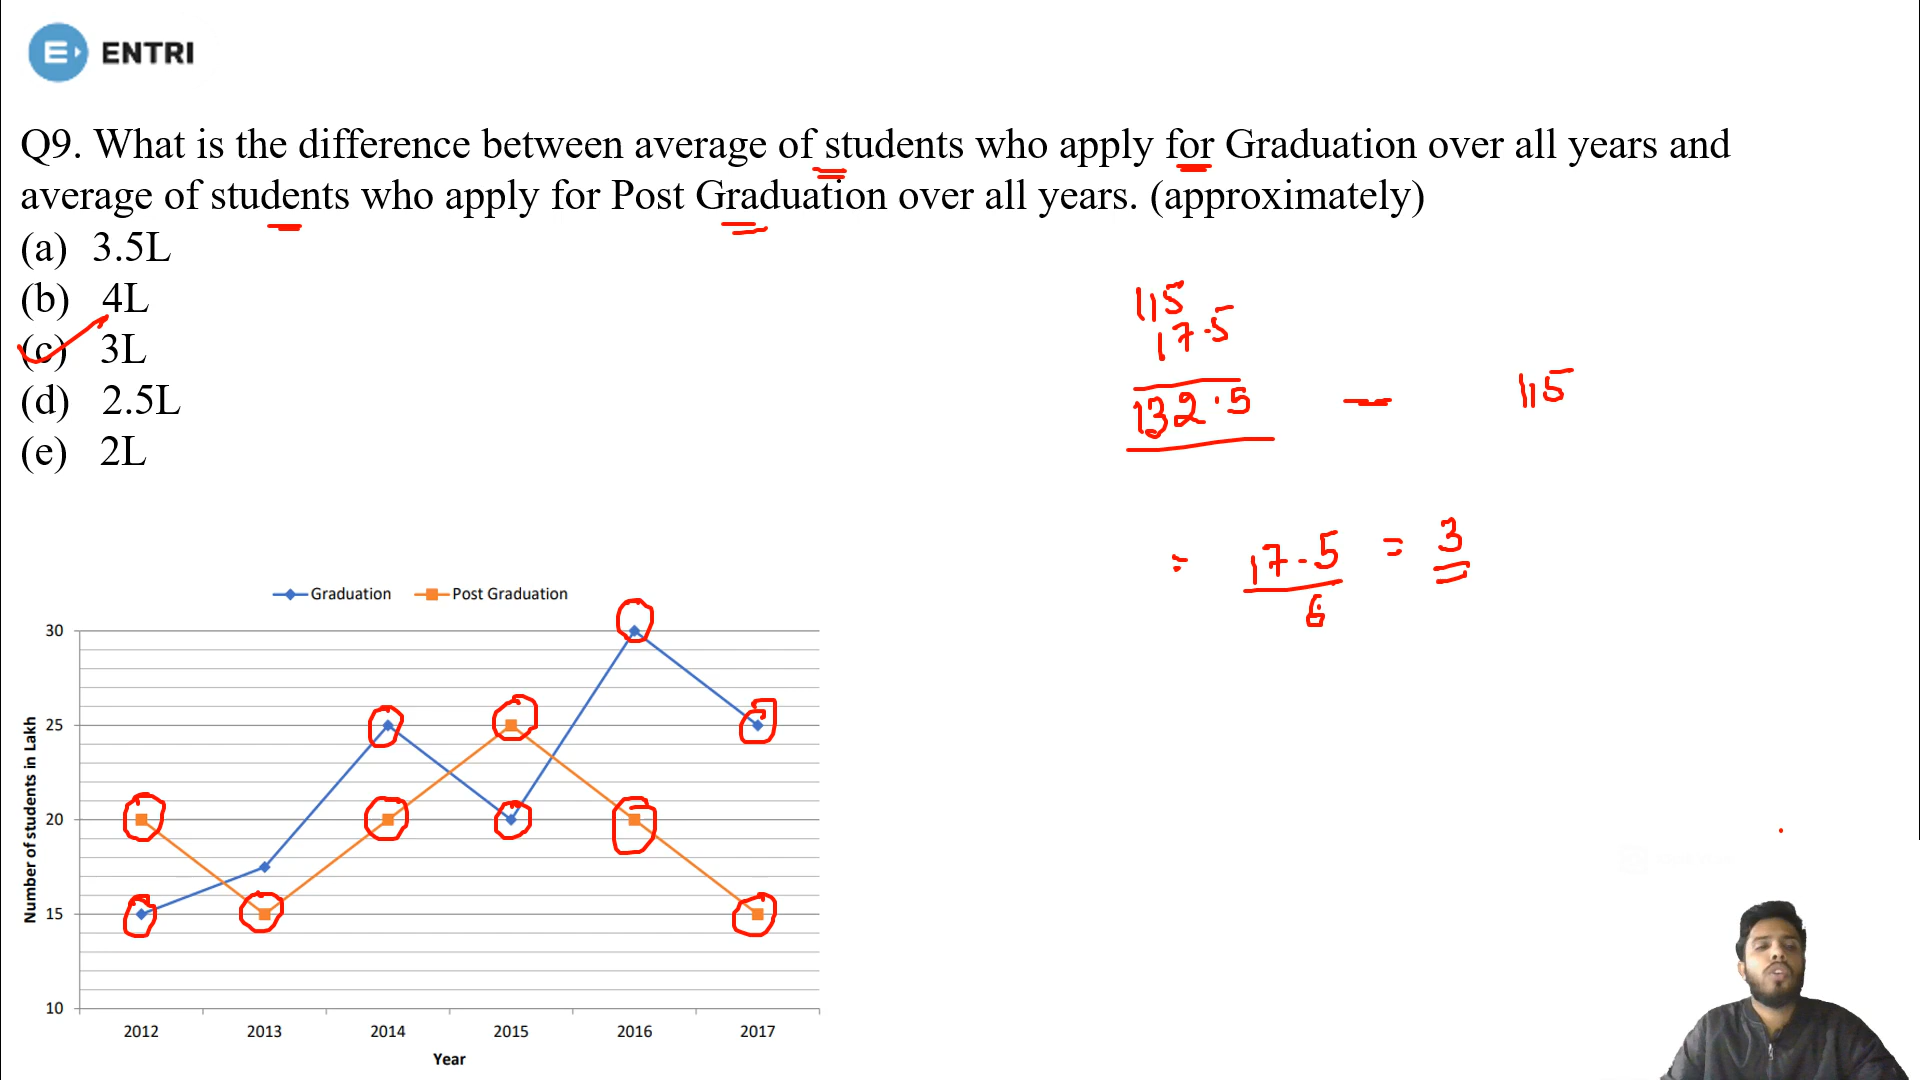 E ENTRI
Q9. What is the difference between average of students who apply for Graduation over all years and
average of students who apply for Post Graduation over all years. (approximately)
(a) 3.5L
(b) 4L
(c) 3L
(d) 2.5L
(e) 2L
115
17.5
132.5 - 115
= 17.5 = 3
6
Graduation Post Graduation
30
25
20
15
10
Number of students in Lakh
2012 2013 2014 2015 2016 2017
Year